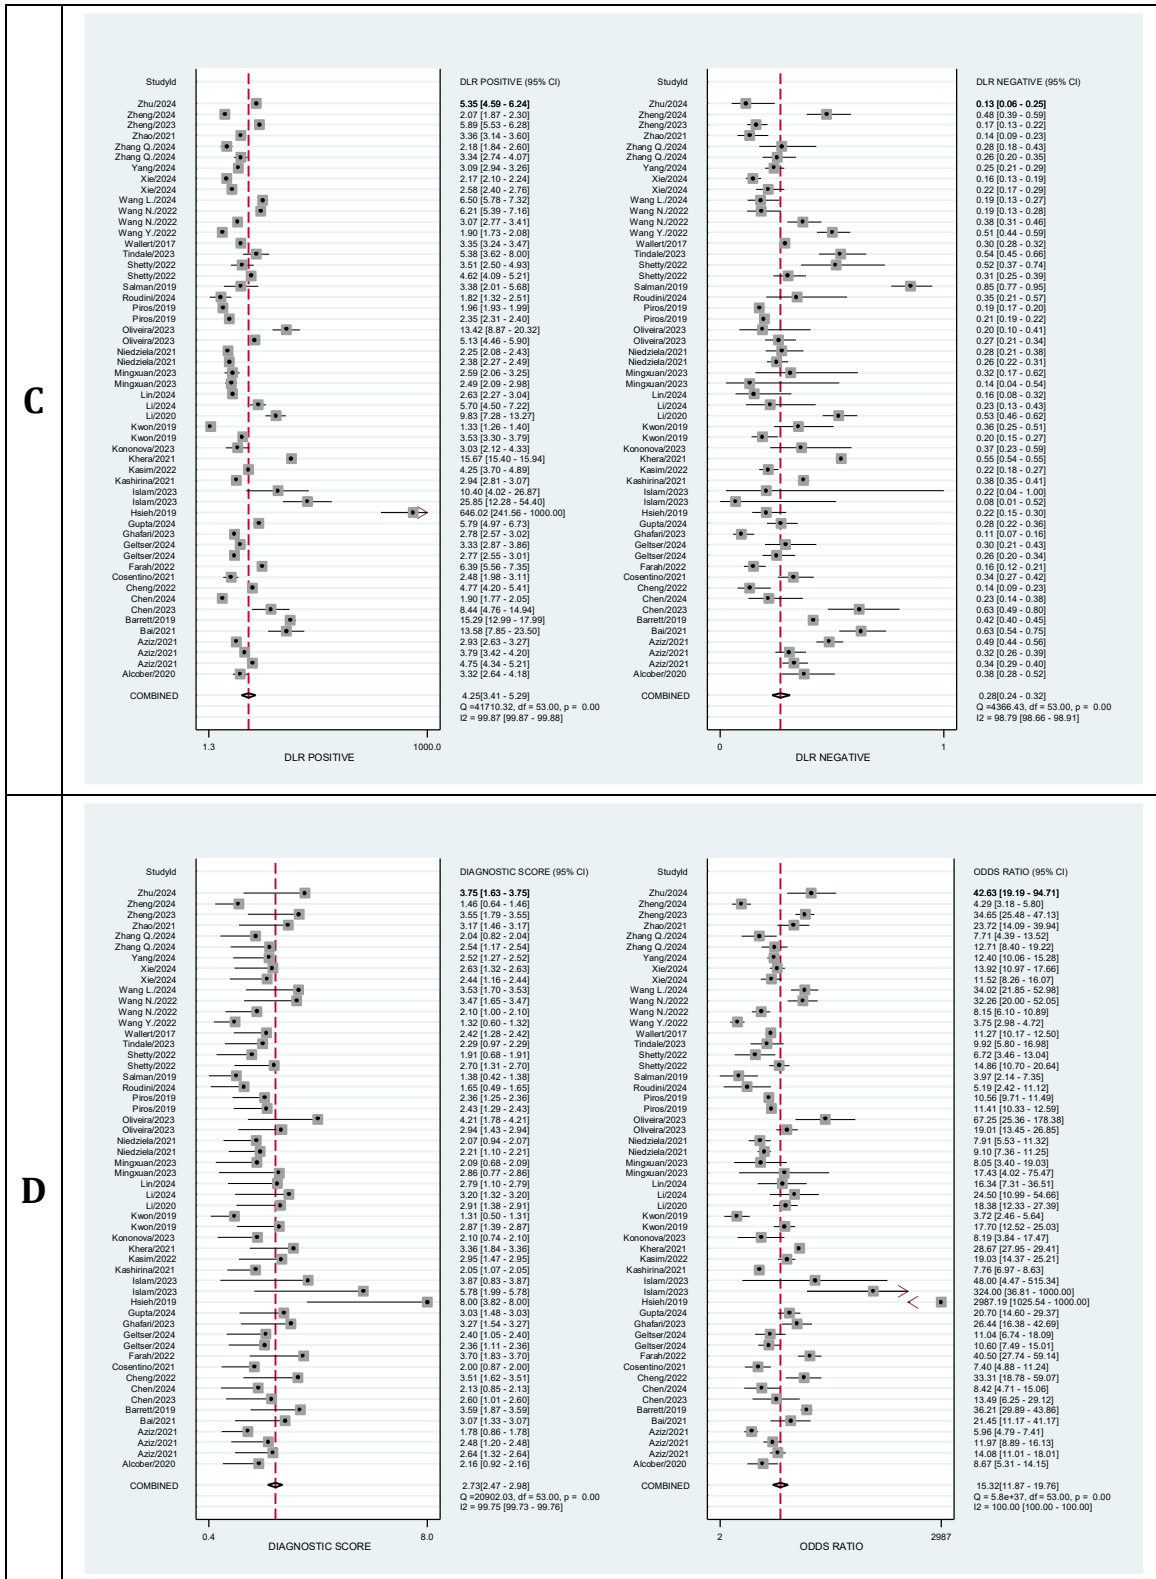 C
StudyId DLR POSITIVE (95% CI)
Zhu/2024 5.35 [4.59 - 6.24]
Zheng/2024 2.07 [1.87 - 2.30]
Zheng/2023 5.89 [5.53 - 6.28]
Zhao/2021 3.36 [3.14 - 3.60]
Zhang Q./2024 2.18 [1.84 - 2.60]
Zhang Q./2024 3.34 [2.74 - 4.07]
Yang/2024 3.09 [2.94 - 3.26]
Xie/2024 2.17 [2.10 - 2.24]
Xie/2024 2.58 [2.40 - 2.76]
Wang L./2024 6.50 [5.78 - 7.32]
Wang N./2022 6.21 [5.39 - 7.16]
Wang N./2022 3.07 [2.77 - 3.41]
Wang Y./2022 1.90 [1.73 - 2.08]
Wallert/2017 3.35 [3.24 - 3.47]
Tindale/2023 5.38 [3.62 - 8.00]
Shetty/2022 3.51 [2.50 - 4.93]
Shetty/2022 4.62 [4.09 - 5.21]
Salman/2019 3.38 [2.01 - 5.68]
Roudini/2024 1.82 [1.32 - 2.51]
Piros/2019 1.96 [1.93 - 1.99]
Piros/2019 2.35 [2.31 - 2.40]
Oliveira/2023 13.42 [8.87 - 20.32]
Oliveira/2023 5.13 [4.46 - 5.90]
Niedziela/2021 2.25 [2.08 - 2.43]
Niedziela/2021 2.38 [2.27 - 2.49]
Mingxuan/2023 2.59 [2.06 - 3.25]
Mingxuan/2023 2.49 [2.09 - 2.98]
Lin/2024 2.63 [2.27 - 3.04]
Li/2024 5.70 [4.50 - 7.22]
Li/2020 9.83 [7.28 - 13.27]
Kwon/2019 1.33 [1.26 - 1.40]
Kwon/2019 3.53 [3.30 - 3.79]
Kononova/2023 3.03 [2.12 - 4.33]
Khera/2021 15.67 [15.40 - 15.94]
Kasim/2022 4.25 [3.70 - 4.89]
Kashirina/2021 2.94 [2.81 - 3.07]
Islam/2023 10.40 [4.02 - 26.87]
Islam/2023 25.85 [12.28 - 54.40]
Hsieh/2019 646.02 [241.56 - 1000.00]
Gupta/2024 5.79 [4.97 - 6.73]
Ghafari/2023 2.78 [2.57 - 3.02]
Geltser/2024 3.33 [2.87 - 3.86]
Geltser/2024 2.77 [2.55 - 3.01]
Farah/2022 6.39 [5.56 - 7.35]
Cosentino/2021 2.48 [1.98 - 3.11]
Cheng/2022 4.77 [4.20 - 5.41]
Chen/2024 1.90 [1.77 - 2.05]
Chen/2023 8.44 [4.76 - 14.94]
Barrett/2019 15.29 [12.99 - 17.99]
Bai/2021 13.58 [7.85 - 23.50]
Aziz/2021 2.93 [2.63 - 3.27]
Aziz/2021 3.79 [3.42 - 4.20]
Aziz/2021 4.75 [4.34 - 5.21]
Alcober/2020 3.32 [2.64 - 4.18]
COMBINED 4.25[3.41 - 5.29]
Q =41710.32, df = 53.00, p = 0.00
I2 = 99.87 [99.87 - 99.88]
1.3 1000.0
DLR POSITIVE
StudyId DLR NEGATIVE (95% CI)
Zhu/2024 0.13 [0.06 - 0.25]
Zheng/2024 0.48 [0.39 - 0.59]
Zheng/2023 0.17 [0.13 - 0.22]
Zhao/2021 0.14 [0.09 - 0.23]
Zhang Q./2024 0.28 [0.18 - 0.43]
Zhang Q./2024 0.26 [0.20 - 0.35]
Yang/2024 0.25 [0.21 - 0.29]
Xie/2024 0.16 [0.13 - 0.19]
Xie/2024 0.22 [0.17 - 0.29]
Wang L./2024 0.19 [0.13 - 0.27]
Wang N./2022 0.19 [0.13 - 0.28]
Wang N./2022 0.38 [0.31 - 0.46]
Wang Y./2022 0.51 [0.44 - 0.59]
Wallert/2017 0.30 [0.28 - 0.32]
Tindale/2023 0.54 [0.45 - 0.66]
Shetty/2022 0.52 [0.37 - 0.74]
Shetty/2022 0.31 [0.25 - 0.39]
Salman/2019 0.85 [0.77 - 0.95]
Roudini/2024 0.35 [0.21 - 0.57]
Piros/2019 0.19 [0.17 - 0.20]
Piros/2019 0.21 [0.19 - 0.22]
Oliveira/2023 0.20 [0.10 - 0.41]
Oliveira/2023 0.27 [0.21 - 0.34]
Niedziela/2021 0.28 [0.21 - 0.38]
Niedziela/2021 0.26 [0.22 - 0.31]
Mingxuan/2023 0.32 [0.17 - 0.62]
Mingxuan/2023 0.14 [0.04 - 0.54]
Lin/2024 0.16 [0.08 - 0.32]
Li/2024 0.23 [0.13 - 0.43]
Li/2020 0.53 [0.46 - 0.62]
Kwon/2019 0.36 [0.25 - 0.51]
Kwon/2019 0.20 [0.15 - 0.27]
Kononova/2023 0.37 [0.23 - 0.59]
Khera/2021 0.55 [0.54 - 0.55]
Kasim/2022 0.22 [0.18 - 0.27]
Kashirina/2021 0.38 [0.35 - 0.41]
Islam/2023 0.22 [0.04 - 1.00]
Islam/2023 0.08 [0.01 - 0.52]
Hsieh/2019 0.22 [0.15 - 0.30]
Gupta/2024 0.28 [0.22 - 0.36]
Ghafari/2023 0.11 [0.07 - 0.16]
Geltser/2024 0.30 [0.21 - 0.43]
Geltser/2024 0.26 [0.20 - 0.34]
Farah/2022 0.16 [0.12 - 0.21]
Cosentino/2021 0.34 [0.27 - 0.42]
Cheng/2022 0.14 [0.09 - 0.23]
Chen/2024 0.23 [0.14 - 0.38]
Chen/2023 0.63 [0.49 - 0.80]
Barrett/2019 0.42 [0.40 - 0.45]
Bai/2021 0.63 [0.54 - 0.75]
Aziz/2021 0.49 [0.44 - 0.56]
Aziz/2021 0.32 [0.26 - 0.39]
Aziz/2021 0.34 [0.29 - 0.40]
Alcober/2020 0.38 [0.28 - 0.52]
COMBINED 0.28[0.24 - 0.32]
Q =4366.43, df = 53.00, p = 0.00
I2 = 98.79 [98.66 - 98.91]
0 1
DLR NEGATIVE
D
StudyId DIAGNOSTIC SCORE (95% CI)
Zhu/2024 3.75 [1.63 - 3.75]
Zheng/2024 1.46 [0.64 - 1.46]
Zheng/2023 3.55 [1.79 - 3.55]
Zhao/2021 3.17 [1.46 - 3.17]
Zhang Q./2024 2.04 [0.82 - 2.04]
Zhang Q./2024 2.54 [1.17 - 2.54]
Yang/2024 2.52 [1.27 - 2.52]
Xie/2024 2.63 [1.32 - 2.63]
Xie/2024 2.44 [1.16 - 2.44]
Wang L./2024 3.53 [1.70 - 3.53]
Wang N./2022 3.47 [1.65 - 3.47]
Wang N./2022 2.10 [1.00 - 2.10]
Wang Y./2022 1.32 [0.60 - 1.32]
Wallert/2017 2.42 [1.28 - 2.42]
Tindale/2023 2.29 [0.97 - 2.29]
Shetty/2022 1.91 [0.68 - 1.91]
Shetty/2022 2.70 [1.31 - 2.70]
Salman/2019 1.38 [0.42 - 1.38]
Roudini/2024 1.65 [0.49 - 1.65]
Piros/2019 2.36 [1.25 - 2.36]
Piros/2019 2.43 [1.29 - 2.43]
Oliveira/2023 4.21 [1.78 - 4.21]
Oliveira/2023 2.94 [1.43 - 2.94]
Niedziela/2021 2.07 [0.94 - 2.07]
Niedziela/2021 2.21 [1.10 - 2.21]
Mingxuan/2023 2.09 [0.68 - 2.09]
Mingxuan/2023 2.86 [0.77 - 2.86]
Lin/2024 2.79 [1.10 - 2.79]
Li/2024 3.20 [1.32 - 3.20]
Li/2020 2.91 [1.38 - 2.91]
Kwon/2019 1.31 [0.50 - 1.31]
Kwon/2019 2.87 [1.39 - 2.87]
Kononova/2023 2.10 [0.74 - 2.10]
Khera/2021 3.36 [1.84 - 3.36]
Kasim/2022 2.95 [1.47 - 2.95]
Kashirina/2021 2.05 [1.07 - 2.05]
Islam/2023 3.87 [0.83 - 3.87]
Islam/2023 5.78 [1.99 - 5.78]
Hsieh/2019 8.00 [3.82 - 8.00]
Gupta/2024 3.03 [1.48 - 3.03]
Ghafari/2023 3.27 [1.54 - 3.27]
Geltser/2024 2.40 [1.05 - 2.40]
Geltser/2024 2.36 [1.11 - 2.36]
Farah/2022 3.70 [1.83 - 3.70]
Cosentino/2021 2.00 [0.87 - 2.00]
Cheng/2022 3.51 [1.62 - 3.51]
Chen/2024 2.13 [0.85 - 2.13]
Chen/2023 2.60 [1.01 - 2.60]
Barrett/2019 3.59 [1.87 - 3.59]
Bai/2021 3.07 [1.33 - 3.07]
Aziz/2021 1.78 [0.86 - 1.78]
Aziz/2021 2.48 [1.20 - 2.48]
Aziz/2021 2.64 [1.32 - 2.64]
Alcober/2020 2.16 [0.92 - 2.16]
COMBINED 2.73[2.47 - 2.98]
Q =20902.03, df = 53.00, p = 0.00
I2 = 99.75 [99.73 - 99.76]
0.4 8.0
DIAGNOSTIC SCORE
StudyId ODDS RATIO (95% CI)
Zhu/2024 42.63 [19.19 - 94.71]
Zheng/2024 4.29 [3.18 - 5.80]
Zheng/2023 34.65 [25.48 - 47.13]
Zhao/2021 23.72 [14.09 - 39.94]
Zhang Q./2024 7.71 [4.39 - 13.52]
Zhang Q./2024 12.71 [8.40 - 19.22]
Yang/2024 12.40 [10.06 - 15.28]
Xie/2024 13.92 [10.97 - 17.66]
Xie/2024 11.52 [8.26 - 16.07]
Wang L./2024 34.02 [21.85 - 52.98]
Wang N./2022 32.26 [20.00 - 52.05]
Wang N./2022 8.15 [6.10 - 10.89]
Wang Y./2022 3.75 [2.98 - 4.72]
Wallert/2017 11.27 [10.17 - 12.50]
Tindale/2023 9.92 [5.80 - 16.98]
Shetty/2022 6.72 [3.46 - 13.04]
Shetty/2022 14.86 [10.70 - 20.64]
Salman/2019 3.97 [2.14 - 7.35]
Roudini/2024 5.19 [2.42 - 11.12]
Piros/2019 10.56 [9.71 - 11.49]
Piros/2019 11.41 [10.33 - 12.59]
Oliveira/2023 67.25 [25.36 - 178.38]
Oliveira/2023 19.01 [13.45 - 26.85]
Niedziela/2021 7.91 [5.53 - 11.32]
Niedziela/2021 9.10 [7.36 - 11.25]
Mingxuan/2023 8.05 [3.40 - 19.03]
Mingxuan/2023 17.43 [4.02 - 75.47]
Lin/2024 16.34 [7.31 - 36.51]
Li/2024 24.50 [10.99 - 54.66]
Li/2020 18.38 [12.33 - 27.39]
Kwon/2019 3.72 [2.46 - 5.64]
Kwon/2019 17.70 [12.52 - 25.03]
Kononova/2023 8.19 [3.84 - 17.47]
Khera/2021 28.67 [27.95 - 29.41]
Kasim/2022 19.03 [14.37 - 25.21]
Kashirina/2021 7.76 [6.97 - 8.63]
Islam/2023 48.00 [4.47 - 515.34]
Islam/2023 324.00 [36.81 - 1000.00]
Hsieh/2019 2987.19 [1025.54 - 1000.00]
Gupta/2024 20.70 [14.60 - 29.37]
Ghafari/2023 26.44 [16.38 - 42.69]
Geltser/2024 11.04 [6.74 - 18.09]
Geltser/2024 10.60 [7.49 - 15.01]
Farah/2022 40.50 [27.74 - 59.14]
Cosentino/2021 7.40 [4.88 - 11.24]
Cheng/2022 33.31 [18.78 - 59.07]
Chen/2024 8.42 [4.71 - 15.06]
Chen/2023 13.49 [6.25 - 29.12]
Barrett/2019 36.21 [29.89 - 43.86]
Bai/2021 21.45 [11.17 - 41.17]
Aziz/2021 5.96 [4.79 - 7.41]
Aziz/2021 11.97 [8.89 - 16.13]
Aziz/2021 14.08 [11.01 - 18.01]
Alcober/2020 8.67 [5.31 - 14.15]
COMBINED 15.32[11.87 - 19.76]
Q = 5.8e+37, df = 53.00, p = 0.00
I2 = 100.00 [100.00 - 100.00]
2 2987
ODDS RATIO